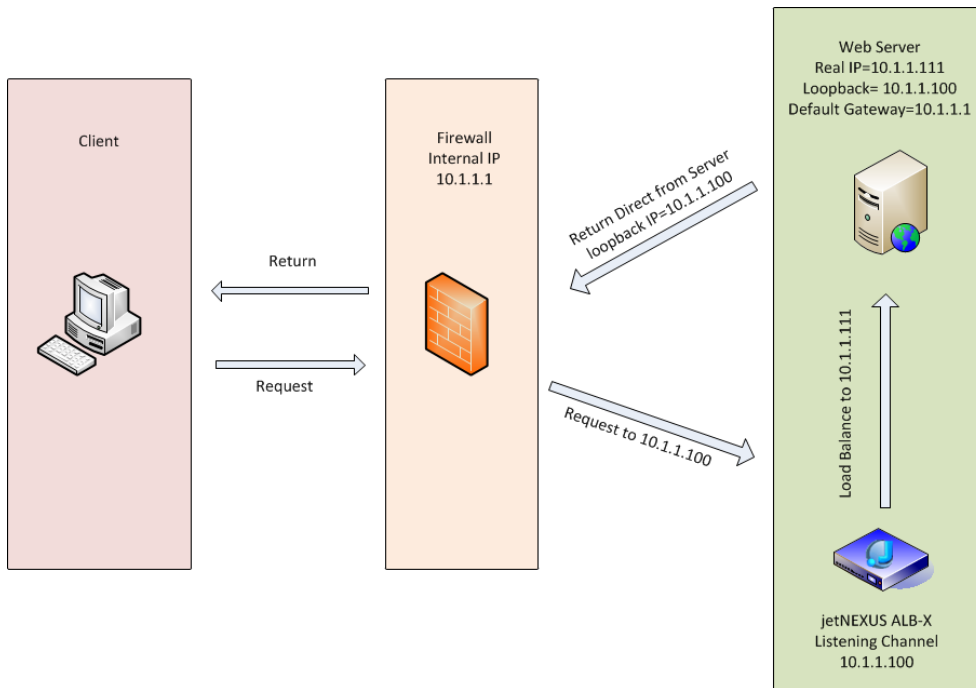 Client
Return
Request
Firewall
Internal IP
10.1.1.1
Return Direct from Server
loopback IP=10.1.1.100
Request to 10.1.1.100
Web Server
Real IP=10.1.1.111
Loopback= 10.1.1.100
Default Gateway=10.1.1.1
Load Balance to 10.1.1.111
jetNEXUS ALB-X
Listening Channel
10.1.1.100